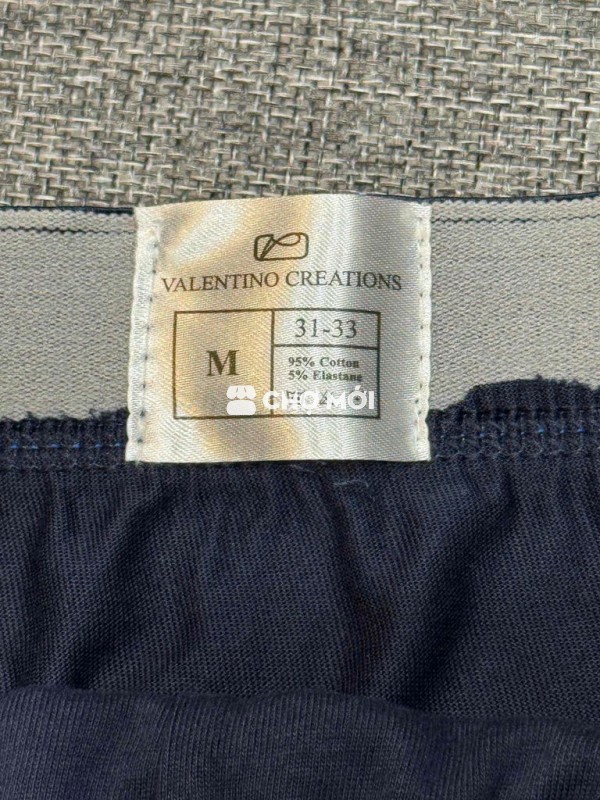 VALENTINO CREATIONS
M
31-33
95% Cotton
5% Elastane
CHỢ MỚI